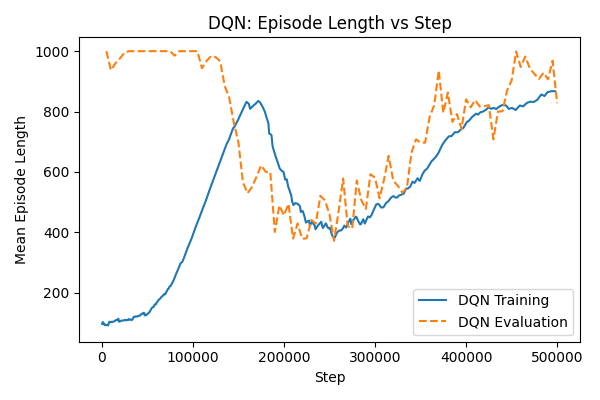 DQN: Episode Length vs Step
Mean Episode Length
1000
800
600
400
200
DQN Training
DQN Evaluation
0
100000
200000
300000
400000
500000
Step